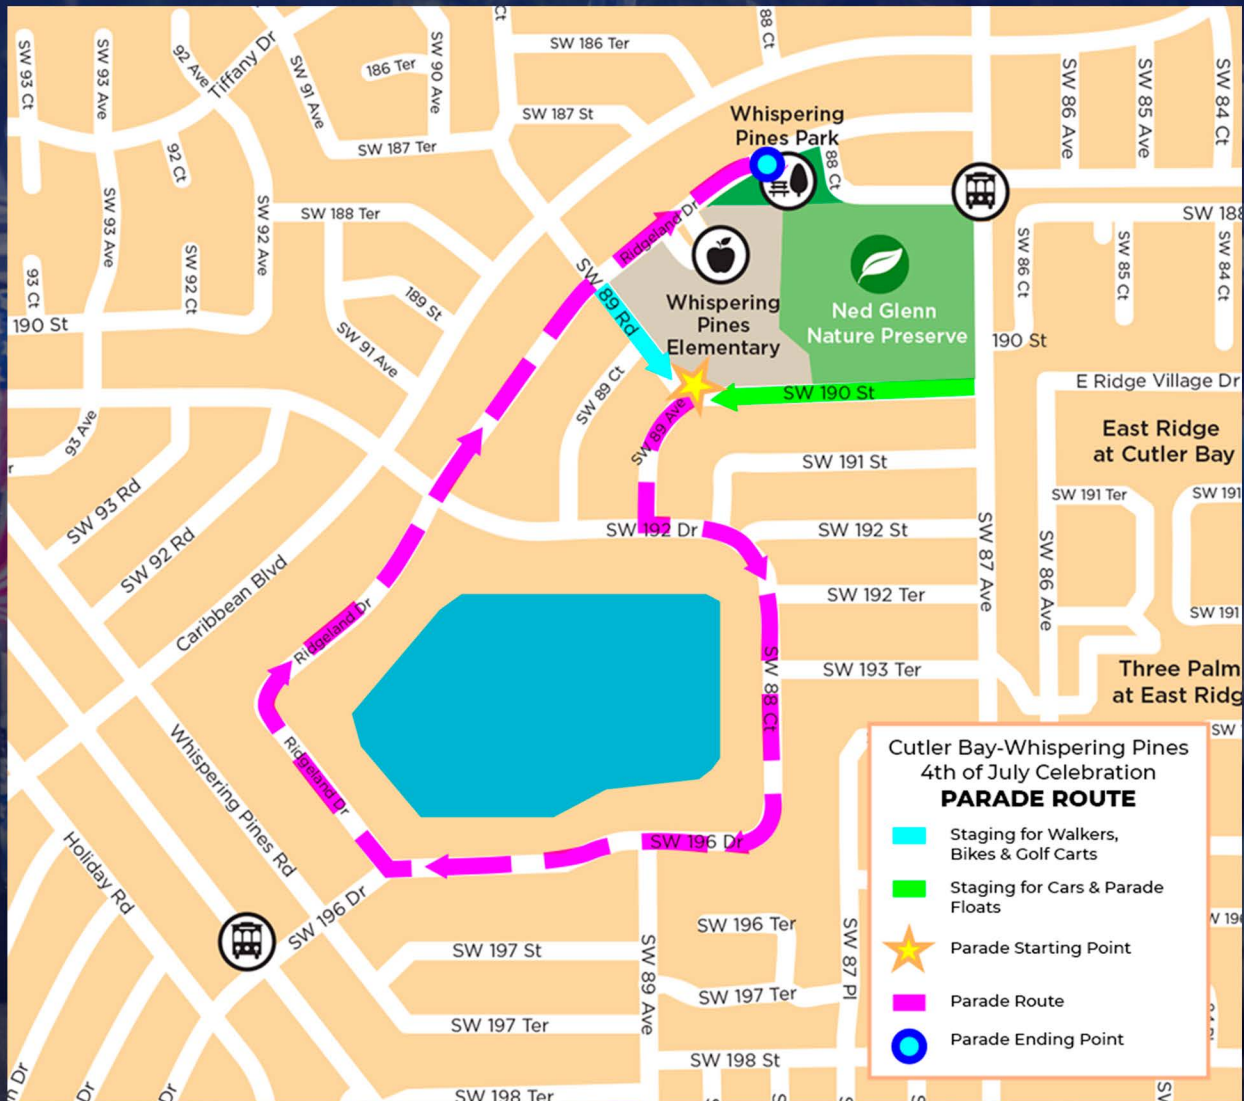 SW 93 Ct
SW 93 Ave
92 Ave
Tiffany Dr
SW 91 Ave
186 Ter
SW 90 Ave
Ct
SW 186 Ter
88 Ct
SW 86 Ave
SW 85 Ave
SW 84 Ct
SW 187 St
SW 187 Ter
92 Ct
Whispering
Pines Park
88 Ct
SW 93 Ave
SW 92 Ave
SW 188 Ter
SW 188
Ridgeland Dr
SW 92 Ct
93 Ct
190 St
189 St
SW 91 Ave
SW 89 Rd
Whispering
Pines
Elementary
Ned Glenn
Nature Preserve
SW 86 Ct
SW 85 Ct
SW 84 Ct
190 St
SW 89 Ct
SW 190 St
E Ridge Village Dr
93 Ave
r
SW 89 Ave
East Ridge
at Cutler Bay
SW 191 St
SW 93 Rd
SW 92 Rd
SW 191 Ter
SW 191
SW 192 Dr
SW 192 St
SW 87 Ave
SW 86 Ave
Caribbean Blvd
SW 192 Ter
SW 191
Ridgeland Dr
SW 88 Ct
SW 193 Ter
Three Palm
at East Ridg
SW
Whispering Pines Rd
Ridgeland Dr
Holiday Rd
SW 196 Dr
SW 196 Dr
SW 196 Ter
W 196
SW 197 St
SW 89 Ave
SW 87 Pl
SW 197 Ter
SW 197 Ter
SW 198 St
SW 198 Ter
n Dr
Dr
Dr
Cutler Bay-Whispering Pines
4th of July Celebration
PARADE ROUTE
Staging for Walkers,
Bikes & Golf Carts
Staging for Cars & Parade
Floats
Parade Starting Point
Parade Route
Parade Ending Point